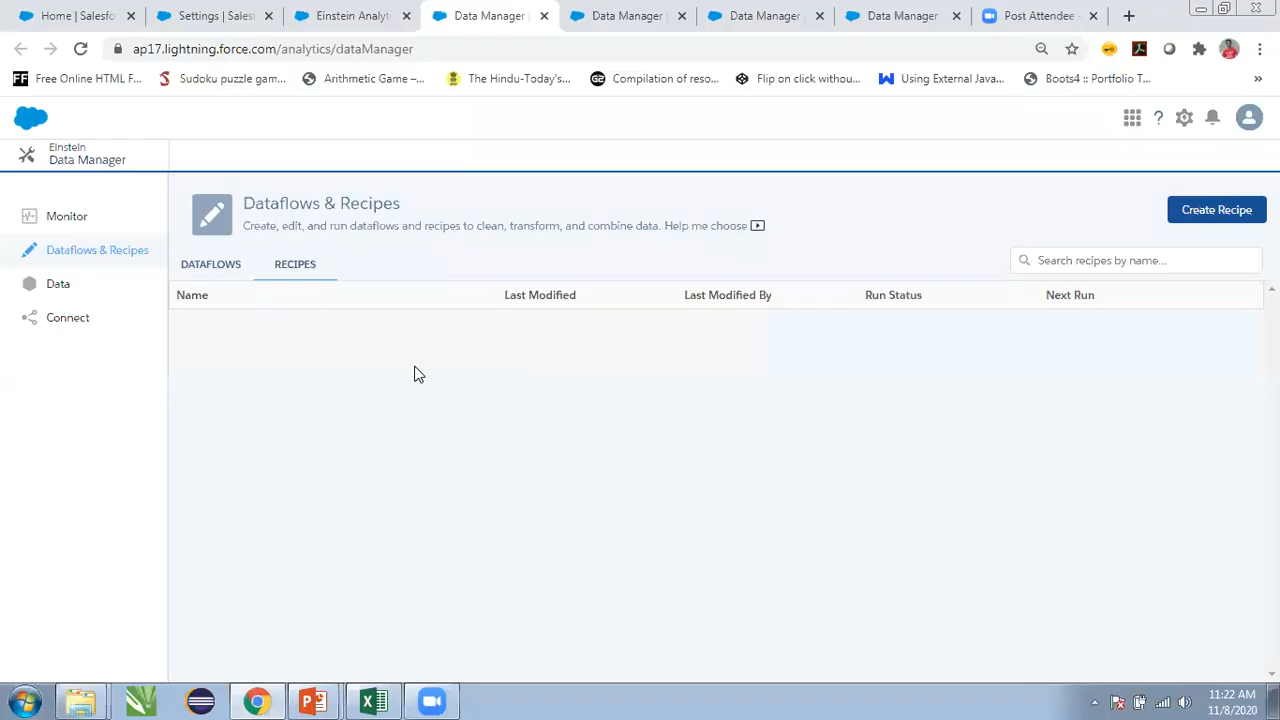 Home | Salesfo
Settings | Sales
Einstein Analyt
Data Manager
Data Manager
Data Manager
Data Manager
Post Attendee
ap17.lightning.force.com/analytics/dataManager
Free Online HTML F...
Sudoku puzzle gam...
Arithmetic Game –...
The Hindu-Today's...
Compilation of reso...
Flip on click withou...
Using External Java...
Boots4 :: Portfolio T...
»
Einstein
Data Manager
Monitor
Dataflows & Recipes
Data
Connect
Dataflows & Recipes
Create, edit, and run dataflows and recipes to clean, transform, and combine data. Help me choose
Create Recipe
DATAFLOWS
RECIPES
Search recipes by name...
Name
Last Modified
Last Modified By
Run Status
Next Run
11:22 AM
11/8/2020